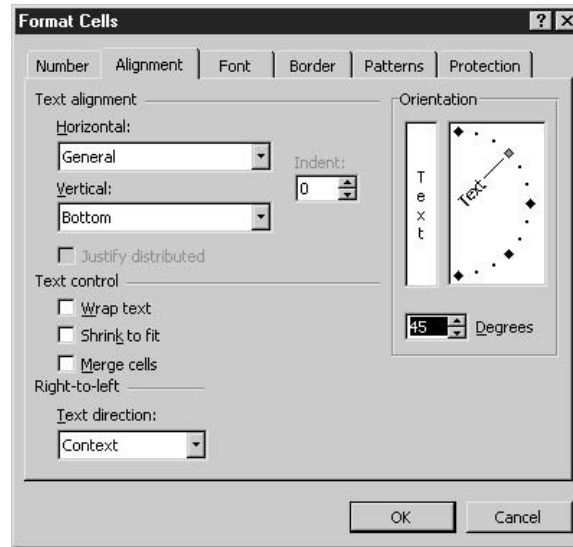 Format Cells
Number Alignment Font Border Patterns Protection
Text alignment
Horizontal:
General
Indent:
0
Vertical:
Bottom
Justify distributed
Text control
Wrap text
Shrink to fit
Merge cells
Right-to-left
Text direction:
Context
Orientation
Text
Text
45 Degrees
OK Cancel